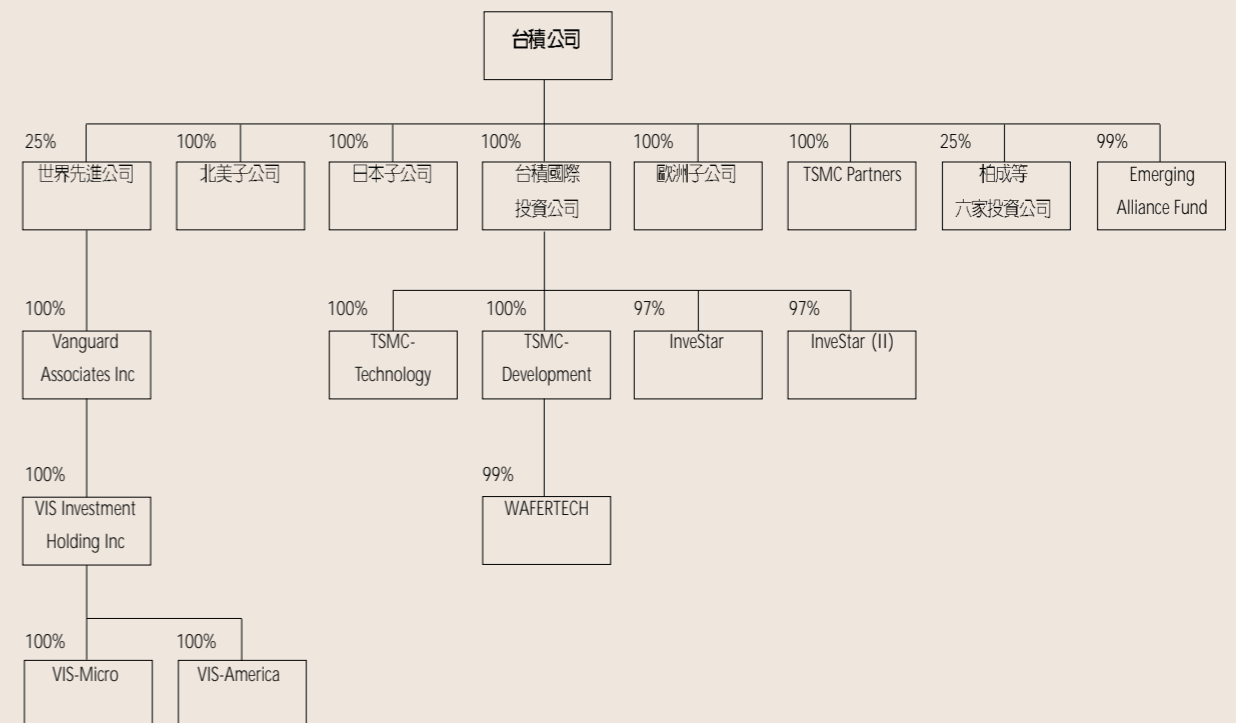 台積公司
25%
100%
100%
100%
100%
100%
25%
99%
世界先進公司
北美子公司
日本子公司
台積國際
投資公司
歐洲子公司
TSMC Partners
柏成等
六家投資公司
Emerging
Alliance Fund
100%
100%
100%
97%
97%
Vanguard
Associates Inc
TSMC-
Technology
TSMC-
Development
InveStar
InveStar (II)
100%
99%
VIS Investment
Holding Inc
WAFERTECH
100%
100%
VIS-Micro
VIS-America